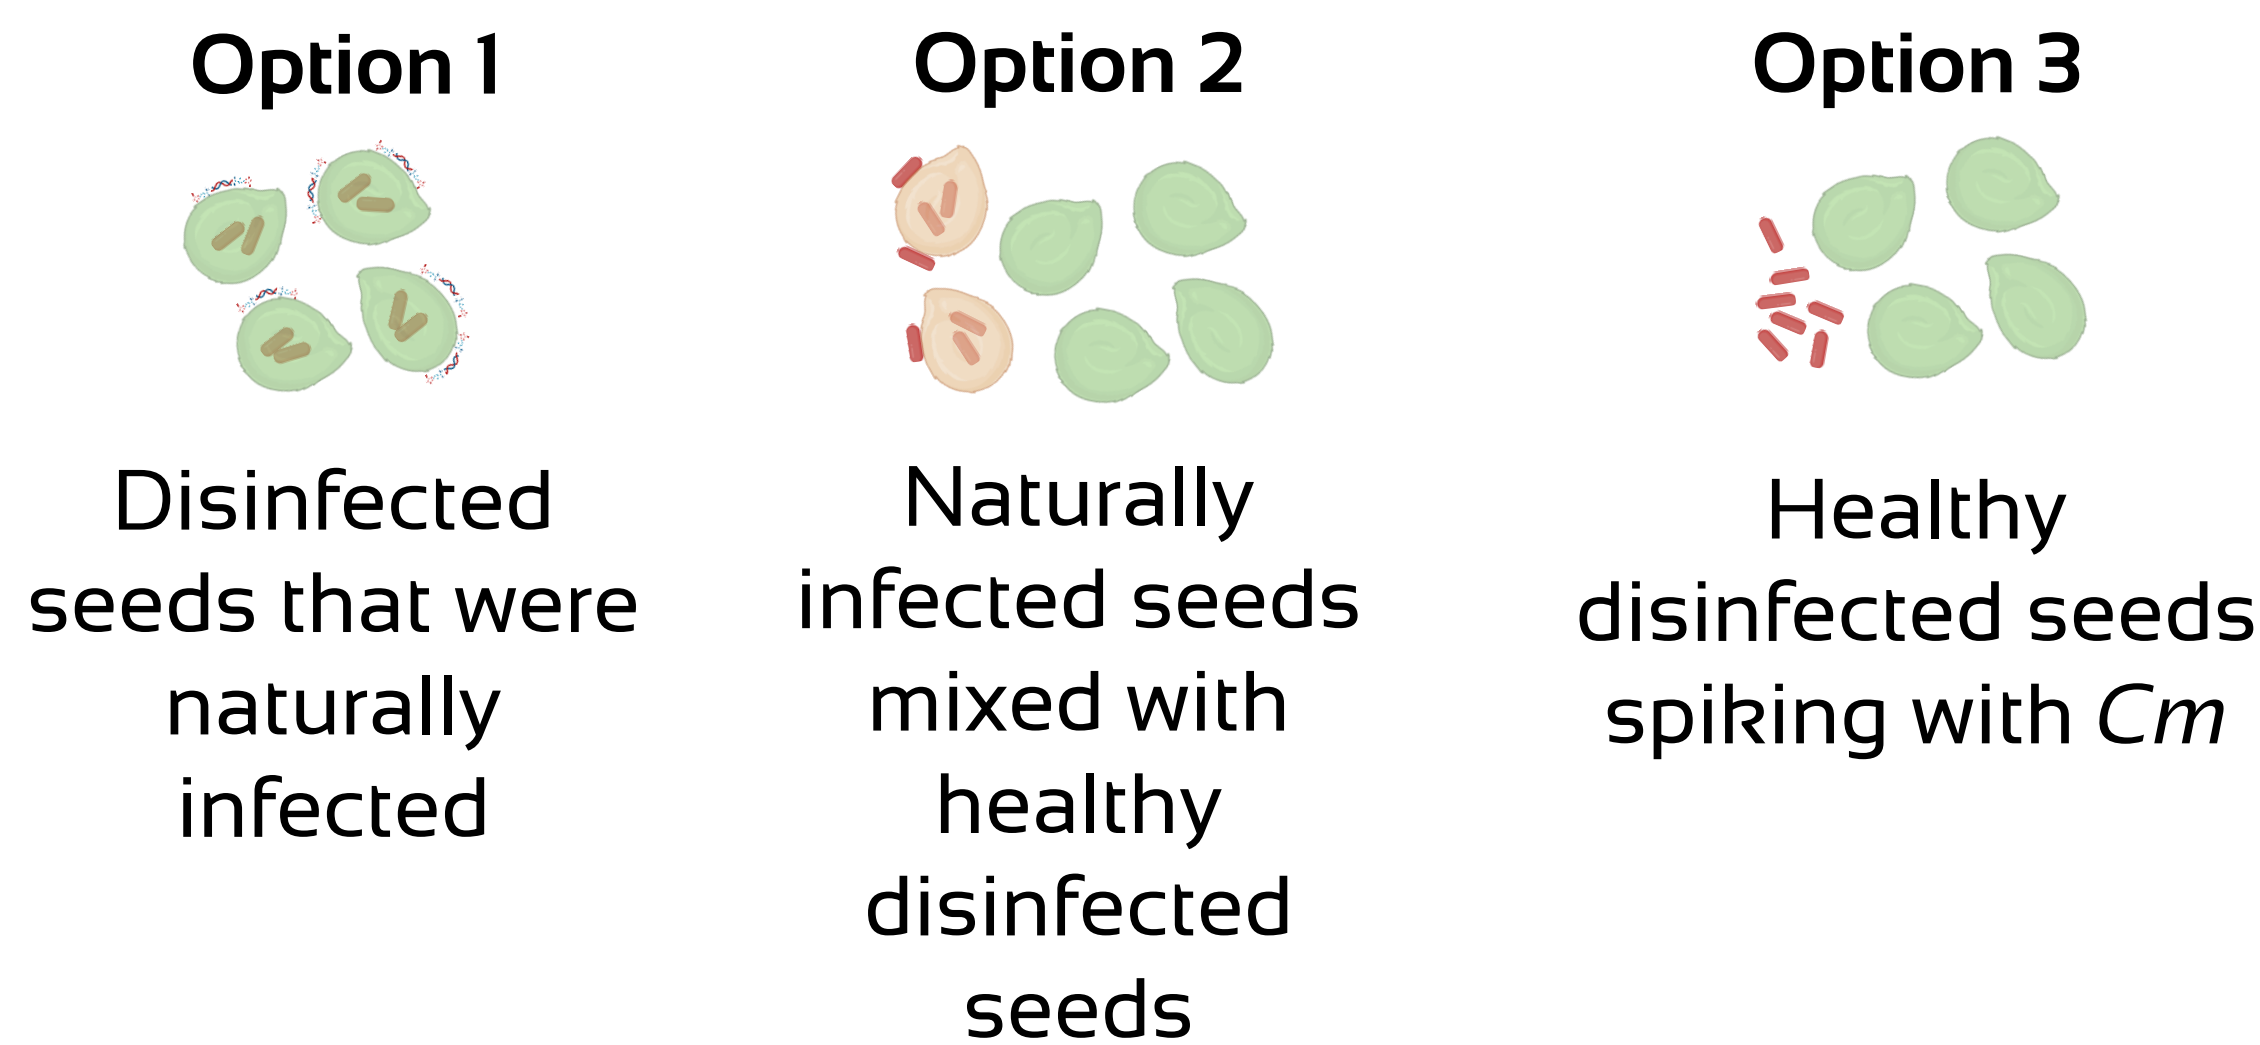 Option 1
Disinfected
seeds that were
naturally
infected
Option 2
Naturally
infected seeds
mixed with
healthy
disinfected
seeds
Option 3
Healthy
disinfected seeds
spiking with Cm